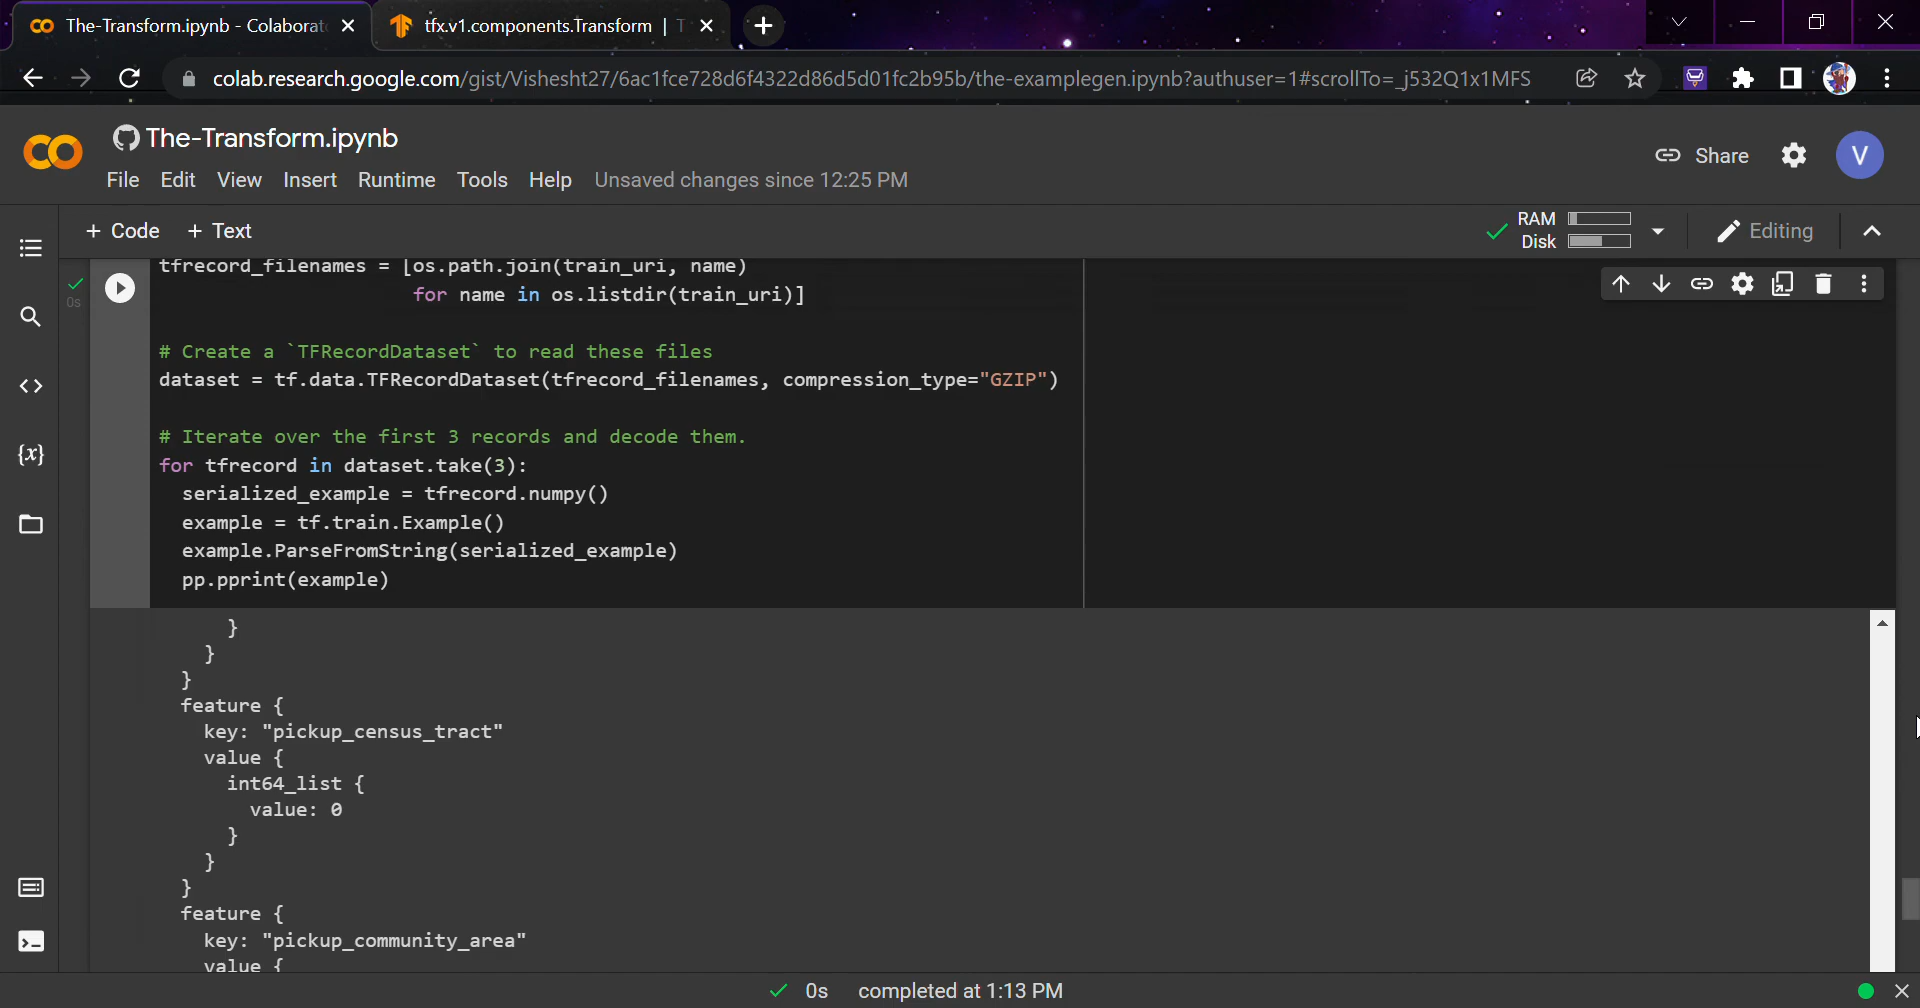 The-Transform.ipynb - Colaborat
tfx.v1.components.Transform | T
colab.research.google.com/gist/Vishesht27/6ac1fce728d6f4322d86d5d01fc2b95b/the-examplegen.ipynb?authuser=1#scrollTo=_j532Q1x1MFS
The-Transform.ipynb
Share
V
File Edit View Insert Runtime Tools Help Unsaved changes since 12:25 PM
+ Code + Text
RAM
Disk
Editing
tfrecord_filenames = [os.path.join(train_uri, name)
0s
for name in os.listdir(train_uri)]
# Create a `TFRecordDataset` to read these files
dataset = tf.data.TFRecordDataset(tfrecord_filenames, compression_type="GZIP")
# Iterate over the first 3 records and decode them.
for tfrecord in dataset.take(3):
serialized_example = tfrecord.numpy()
example = tf.train.Example()
example.ParseFromString(serialized_example)
pp.pprint(example)
}
}
}
feature {
key: "pickup_census_tract"
value {
int64_list {
value: 0
}
}
}
feature {
key: "pickup_community_area"
value {
0s completed at 1:13 PM